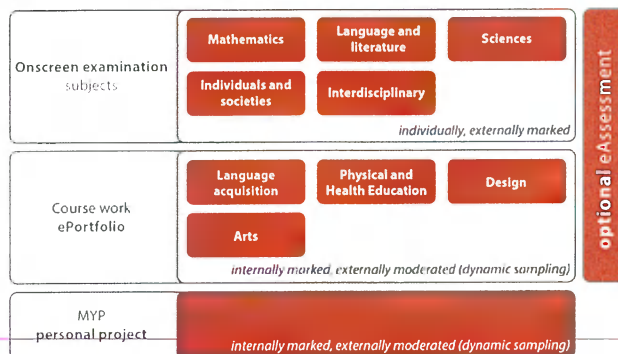 Onscreen examination
subjects
Mathematics
Language and
literature
Sciences
Individuals and
societies
Interdisciplinary
individually, externally marked
Course work
ePortfolio
Language
acquisition
Physical and
Health Education
Design
Arts
internally marked, externally moderated (dynamic sampling)
MYP
personal project
internally marked, externally moderated (dynamic sampling)
optional eAssessment